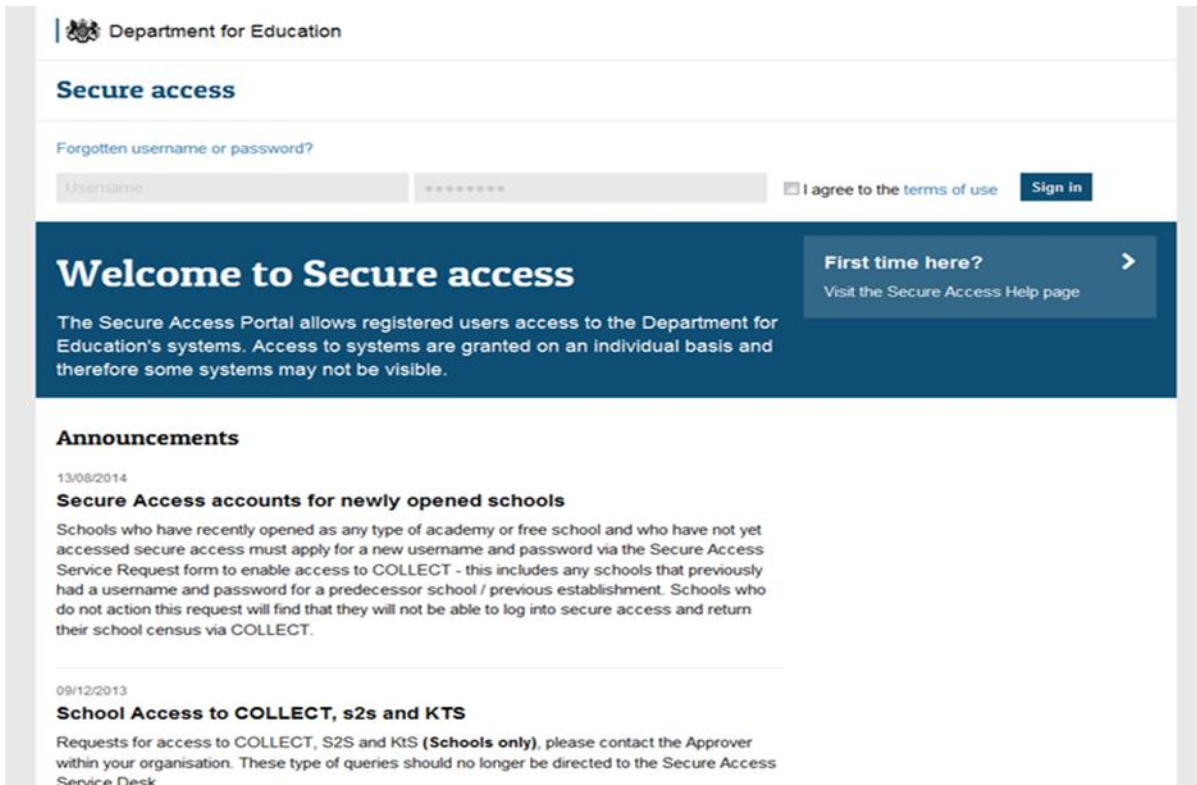 Department for Education
Secure access
Forgotten username or password?
Username ••••••••
I agree to the terms of use Sign in
Welcome to Secure access
The Secure Access Portal allows registered users access to the Department for
Education's systems. Access to systems are granted on an individual basis and
therefore some systems may not be visible.
First time here?
Visit the Secure Access Help page
Announcements
13/08/2014
Secure Access accounts for newly opened schools
Schools who have recently opened as any type of academy or free school and who have not yet
accessed secure access must apply for a new username and password via the Secure Access
Service Request form to enable access to COLLECT - this includes any schools that previously
had a username and password for a predecessor school / previous establishment. Schools who
do not action this request will find that they will not be able to log into secure access and return
their school census via COLLECT.
09/12/2013
School Access to COLLECT, s2s and KTS
Requests for access to COLLECT, S2S and KtS (Schools only), please contact the Approver
within your organisation. These type of queries should no longer be directed to the Secure Access
Service Desk